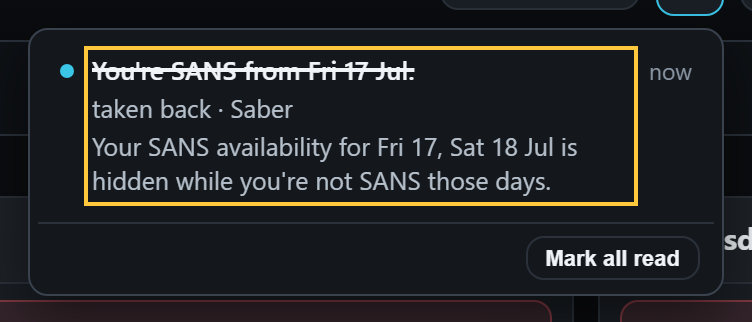 You're SANS from Fri 17 Jul.
now
taken back · Saber
Your SANS availability for Fri 17, Sat 18 Jul is
hidden while you're not SANS those days.
Mark all read
sd